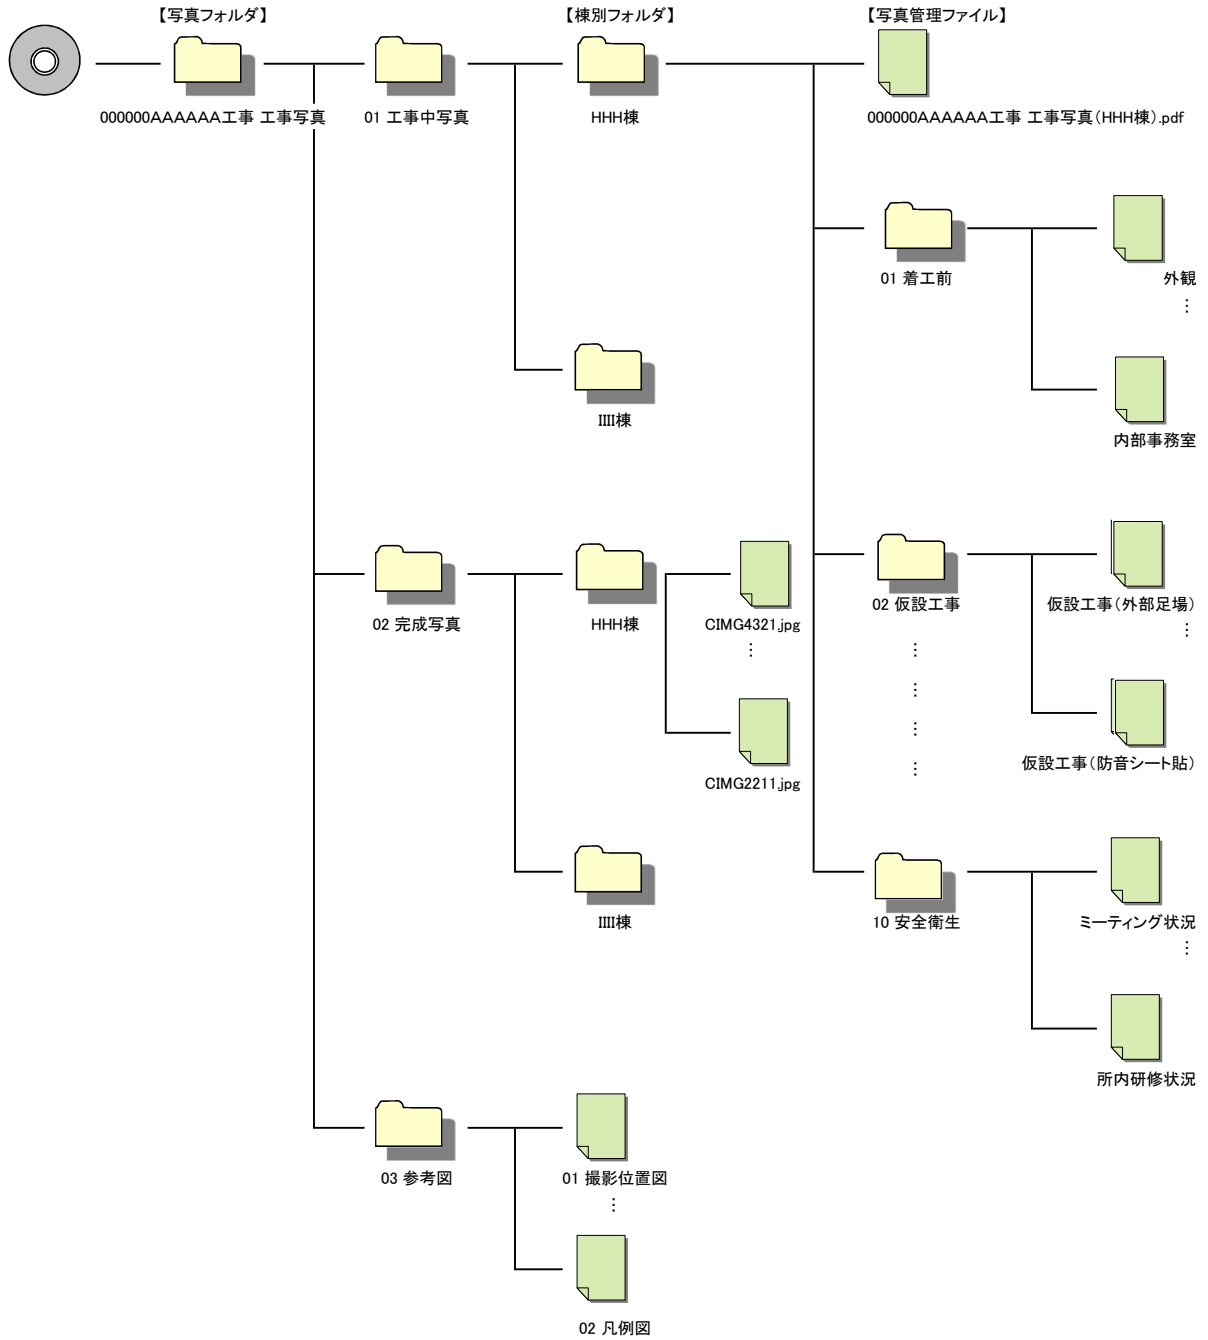 【写真フォルダ】
【棟別フォルダ】
【写真管理ファイル】
000000AAAAAA工事 工事写真
01 工事中写真
HHH棟
000000AAAAAA工事 工事写真(HHH棟).pdf
01 着工前
外観
⋮
IIII棟
内部事務室
02 完成写真
HHH棟
CIMG4321.jpg
⋮
CIMG2211.jpg
02 仮設工事
⋮
⋮
⋮
⋮
仮設工事(外部足場)
⋮
仮設工事(防音シート貼)
IIII棟
10 安全衛生
ミーティング状況
⋮
所内研修状況
03 参考図
01 撮影位置図
⋮
02 凡例図